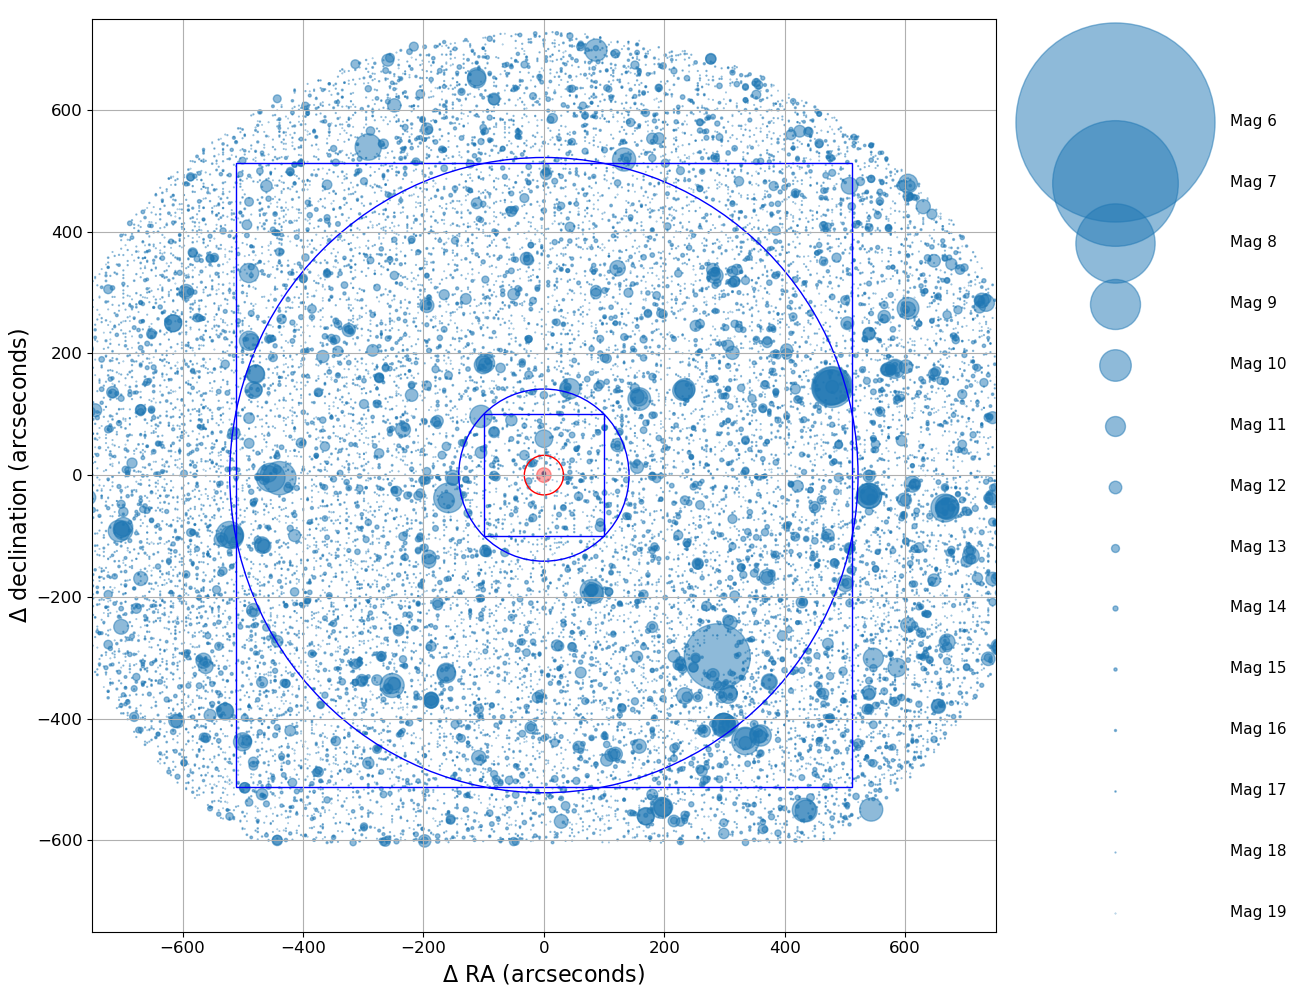 Δ declination (arcseconds)
600
400
200
0
−200
−400
−600
−600 −400 −200 0 200 400 600
Δ RA (arcseconds)
Mag 6
Mag 7
Mag 8
Mag 9
Mag 10
Mag 11
Mag 12
Mag 13
Mag 14
Mag 15
Mag 16
Mag 17
Mag 18
Mag 19